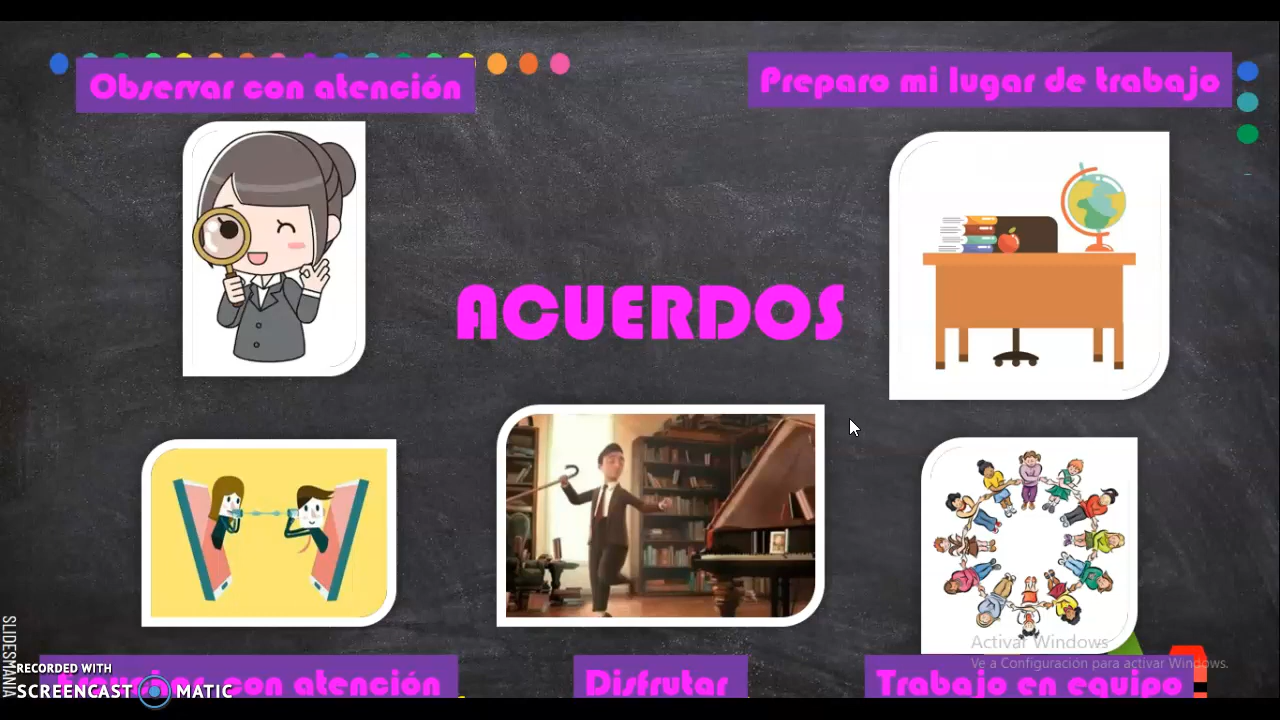 Observar con atención
Preparo mi lugar de trabajo
ACUERDOS
SLIDESMANIA
Activar Windows
Ve a Configuración para activar Windows.
con atención
Disfrutar
Trabajo en equipo
RECORDED WITH
SCREENCAST MATIC